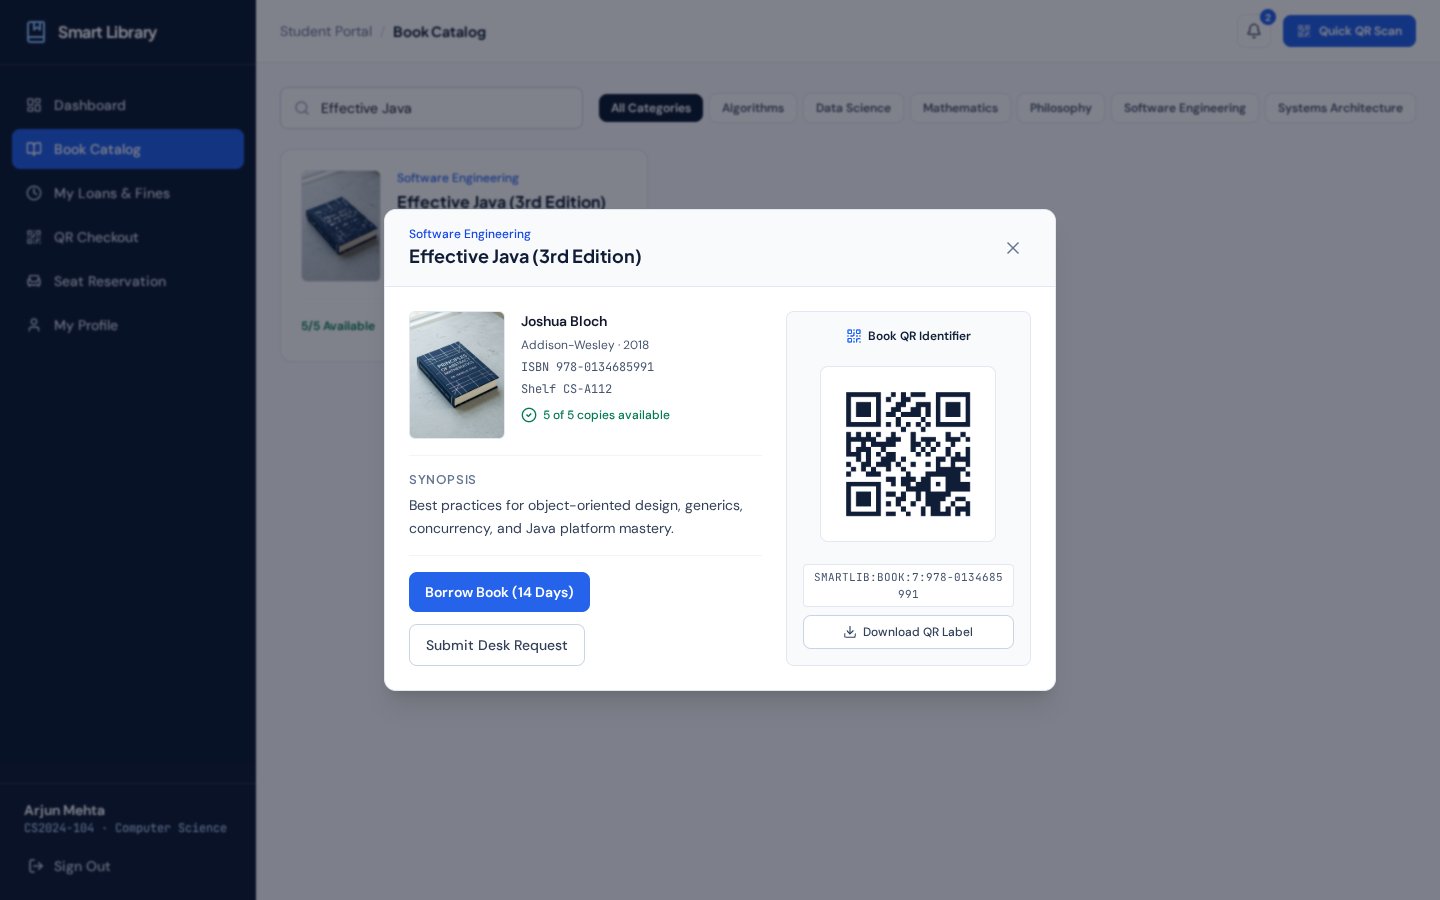 Smart Library
Dashboard
Book Catalog
My Loans & Fines
QR Checkout
Seat Reservation
My Profile
Arjun Mehta
CS2024-104 · Computer Science
Sign Out
Student Portal / Book Catalog
2
Quick QR Scan
Effective Java
All Categories
Algorithms
Data Science
Mathematics
Philosophy
Software Engineering
Systems Architecture
Software Engineering
Effective Java (3rd Edition)
5/5 Available
Software Engineering
Effective Java (3rd Edition)
Joshua Bloch
Addison-Wesley · 2018
ISBN 978-0134685991
Shelf CS-A112
5 of 5 copies available
SYNOPSIS
Best practices for object-oriented design, generics,
concurrency, and Java platform mastery.
Borrow Book (14 Days)
Submit Desk Request
Book QR Identifier
SMARTLIB:BOOK:7:978-0134685
991
Download QR Label
PRINCIPLES
OF ABSTRACT
MATHEMATICS